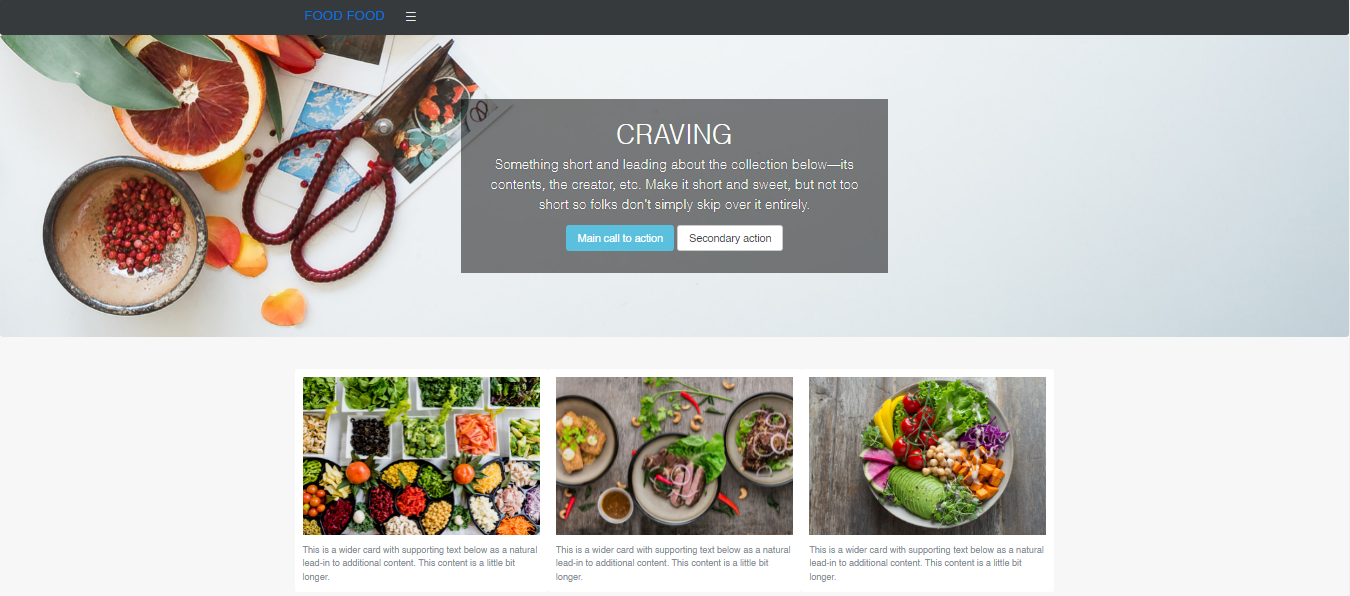 FOOD FOOD
CRAVING
Something short and leading about the collection below—its
contents, the creator, etc. Make it short and sweet, but not too
short so folks don't simply skip over it entirely.
Main call to action
Secondary action
This is a wider card with supporting text below as a natural
lead-in to additional content. This content is a little bit
longer.
This is a wider card with supporting text below as a natural
lead-in to additional content. This content is a little bit
longer.
This is a wider card with supporting text below as a natural
lead-in to additional content. This content is a little bit
longer.